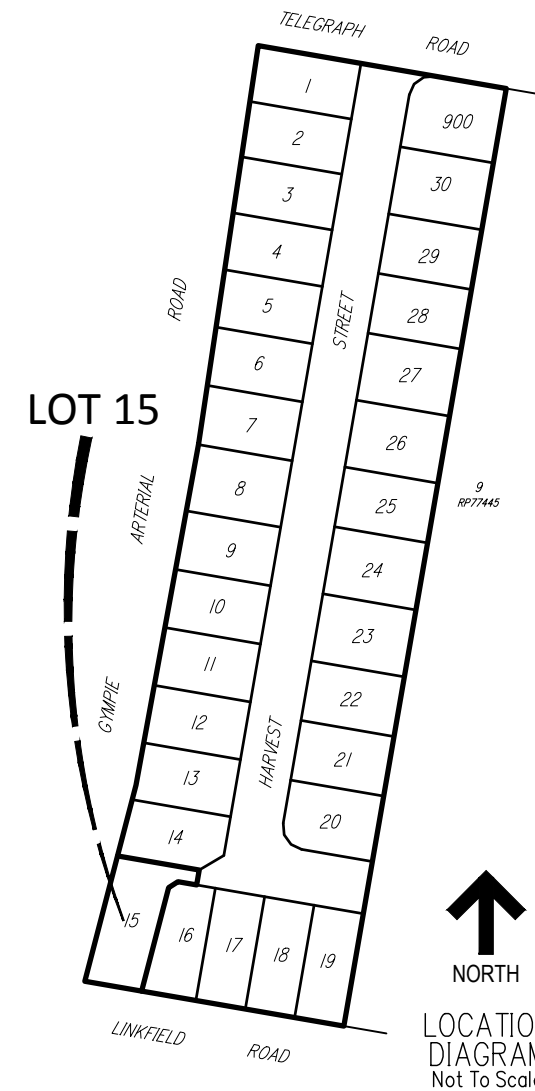 TELEGRAPH ROAD
1
900
2
30
3
4
29
ROAD
5
STREET
28
6
27
LOT 15
7
26
ARTERIAL
8
25
9
RP77445
9
24
10
23
11
GYMPIE
22
12
HARVEST
21
13
20
14
15
16
17
18
19
NORTH
LINKFIELD ROAD
LOCATIO
DIAGRAM
Not To Scale